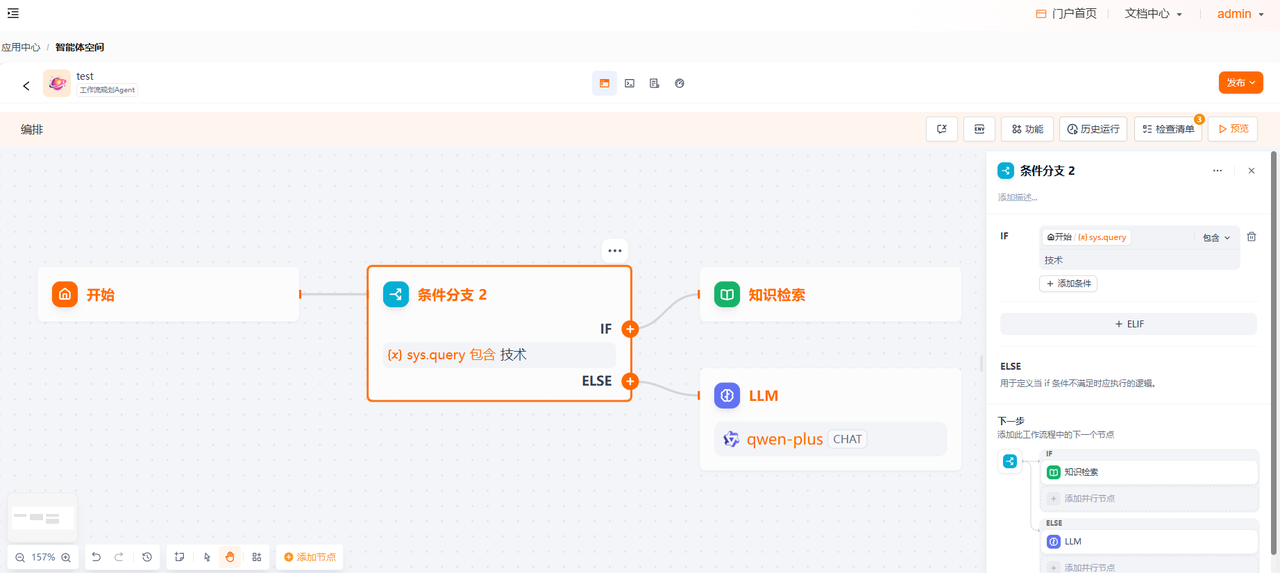 门户首页
文档中心
admin
应用中心 / 智能体空间
test
工作流规划Agent
发布
编排
ENV
功能
历史运行
检查清单
3
预览
开始
条件分支 2
IF
{x} sys.query 包含 技术
ELSE
知识检索
LLM
qwen-plus CHAT
157%
添加节点
条件分支 2
添加描述...
IF
开始 / {x} sys.query
包含
技术
+ 添加条件
+ ELIF
ELSE
用于定义当 if 条件不满足时应执行的逻辑。
下一步
添加此工作流程中的下一个节点
IF
知识检索
+ 添加并行节点
ELSE
LLM
+ 添加并行节点